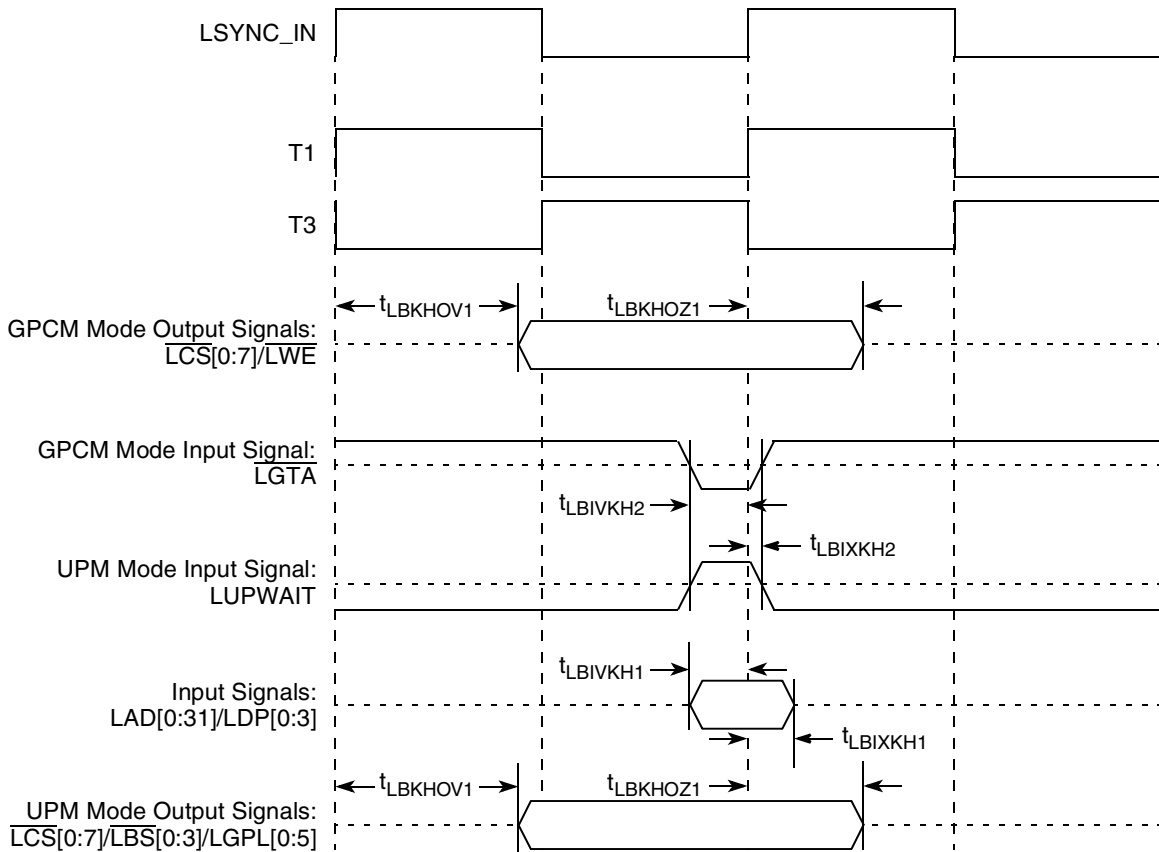 LSYNC_IN
T1
T3
tLBKHOV1
tLBKHOZ1
GPCM Mode Output Signals:
LCS[0:7]/LWE
GPCM Mode Input Signal:
LGTA
tLBIVKH2
tLBIXKH2
UPM Mode Input Signal:
LUPWAIT
tLBIVKH1
Input Signals:
LAD[0:31]/LDP[0:3]
tLBIXKH1
tLBKHOV1
tLBKHOZ1
UPM Mode Output Signals:
LCS[0:7]/LBS[0:3]/LGPL[0:5]